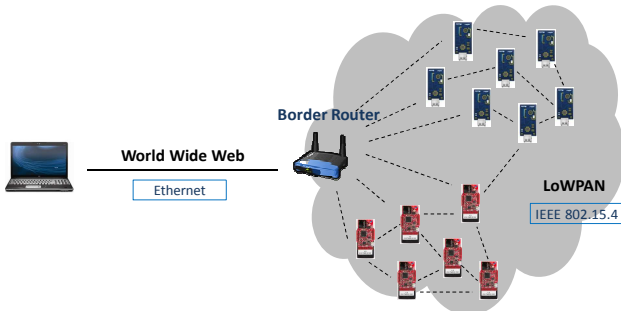 Border Router
World Wide Web
Ethernet
LoWPAN
IEEE 802.15.4